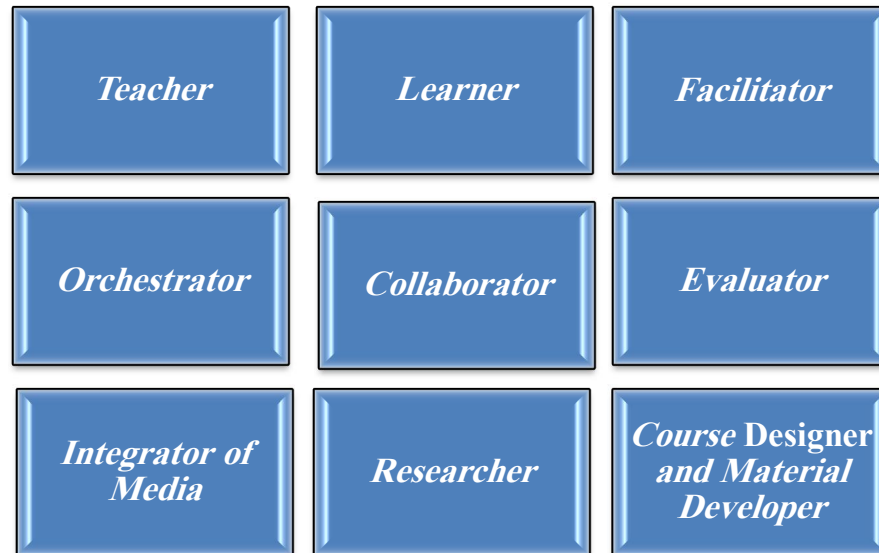 Teacher
Learner
Facilitator
Orchestrator
Collaborator
Evaluator
Integrator of
Media
Researcher
Course Designer
and Material
Developer